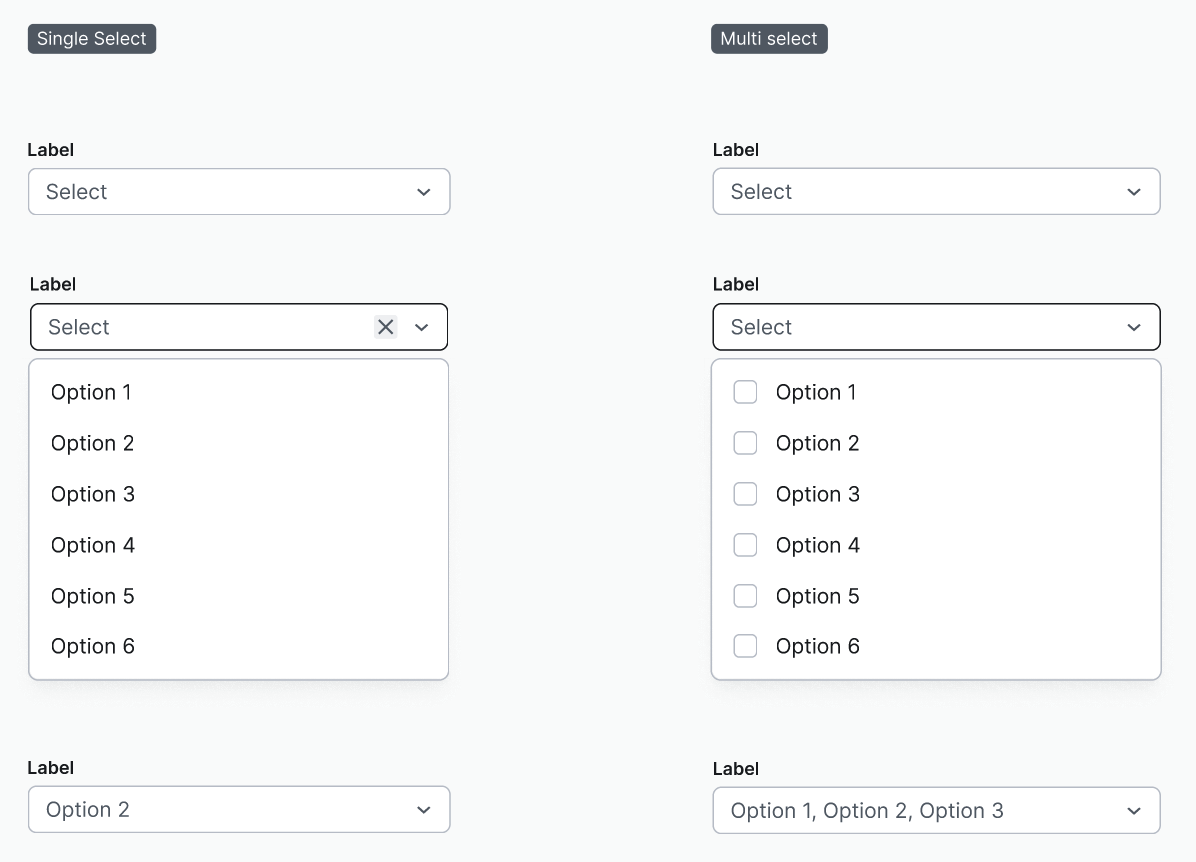 Single Select
Label
Select
Label
Select
Option 1
Option 2
Option 3
Option 4
Option 5
Option 6
Label
Option 2
Multi select
Label
Select
Label
Select
Option 1
Option 2
Option 3
Option 4
Option 5
Option 6
Label
Option 1, Option 2, Option 3